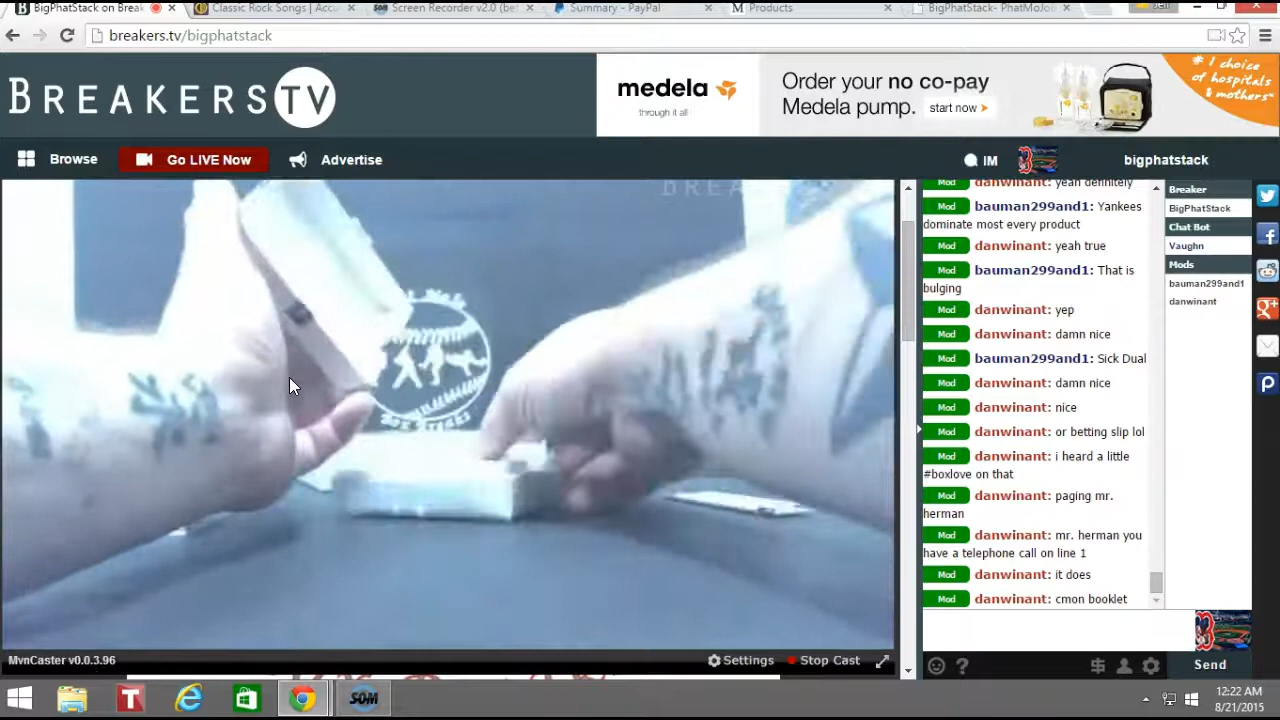 BigPhatStack on Break
Classic Rock Songs | Accu
Screen Recorder v2.0 (be
Summary - PayPal
Products
BigPhatStack- PhatMoJo
Jeff
breakers.tv/bigphatstack
BREAKERS TV
medela
through it all
Order your no co-pay
Medela pump. start now >
#1 choice
of hospitals
& mothers*
Browse
Go LIVE Now
Advertise
IM
bigphatstack
BREA
Mod danwinant: yeah definitely
Mod bauman299and1: Yankees
dominate most every product
Mod danwinant: yeah true
Mod bauman299and1: That is
bulging
Mod danwinant: yep
Mod danwinant: damn nice
Mod bauman299and1: Sick Dual
Mod danwinant: damn nice
Mod danwinant: nice
Mod danwinant: or betting slip lol
Mod danwinant: i heard a little
#boxlove on that
Mod danwinant: paging mr.
herman
Mod danwinant: mr. herman you
have a telephone call on line 1
Mod danwinant: it does
Mod danwinant: cmon booklet
Breaker
BigPhatStack
Chat Bot
Vaughn
Mods
bauman299and1
danwinant
MvnCaster v0.0.3.96
Settings
Stop Cast
Send
SOM
12:22 AM
8/21/2015